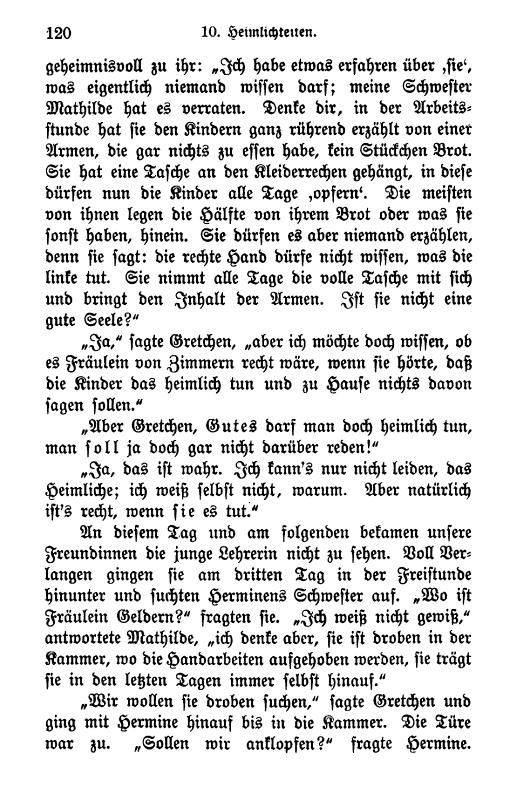 120 10. Heimlichkeiten.
geheimnisvoll zu ihr: „Ich habe etwas erfahren über ‚sie‘,
was eigentlich niemand wissen darf; meine Schwester
Mathilde hat es verraten. Denke dir, in der Arbeits-
stunde hat sie den Kindern ganz rührend erzählt von einer
Armen, die gar nichts zu essen habe, kein Stückchen Brot.
Sie hat eine Tasche an den Kleiderrechen gehängt, in diese
dürfen nun die Kinder alle Tage ‚opfern‘. Die meisten
von ihnen legen die Hälfte von ihrem Brot oder was sie
sonst haben, hinein. Sie dürfen es aber niemand erzählen,
denn sie sagt: die rechte Hand dürfe nicht wissen, was die
linke tut. Sie nimmt alle Tage die volle Tasche mit sich
und bringt den Inhalt der Armen. Ist sie nicht eine
gute Seele?“
„Ja,“ sagte Gretchen, „aber ich möchte doch wissen, ob
es Fräulein von Zimmern recht wäre, wenn sie hörte, daß
die Kinder das heimlich tun und zu Hause nichts davon
sagen sollen.“
„Aber Gretchen, Gutes darf man doch heimlich tun,
man soll ja doch gar nicht darüber reden!“
„Ja, das ist wahr. Ich kann's nur nicht leiden, das
Heimliche; ich weiß selbst nicht, warum. Aber natürlich
ist's recht, wenn sie es tut.“
An diesem Tag und am folgenden bekamen unsere
Freundinnen die junge Lehrerin nicht zu sehen. Voll Ver-
langen gingen sie am dritten Tag in der Freistunde
hinunter und suchten Herminens Schwester auf. „Wo ist
Fräulein Geldern?“ fragten sie. „Ich weiß nicht gewiß,“
antwortete Mathilde, „ich denke aber, sie ist droben in der
Kammer, wo die Handarbeiten aufgehoben werden, sie trägt
sie in den letzten Tagen immer selbst hinauf.“
„Wir wollen sie droben suchen,“ sagte Gretchen und
ging mit Hermine hinauf bis in die Kammer. Die Türe
war zu. „Sollen wir anklopfen?“ fragte Hermine.